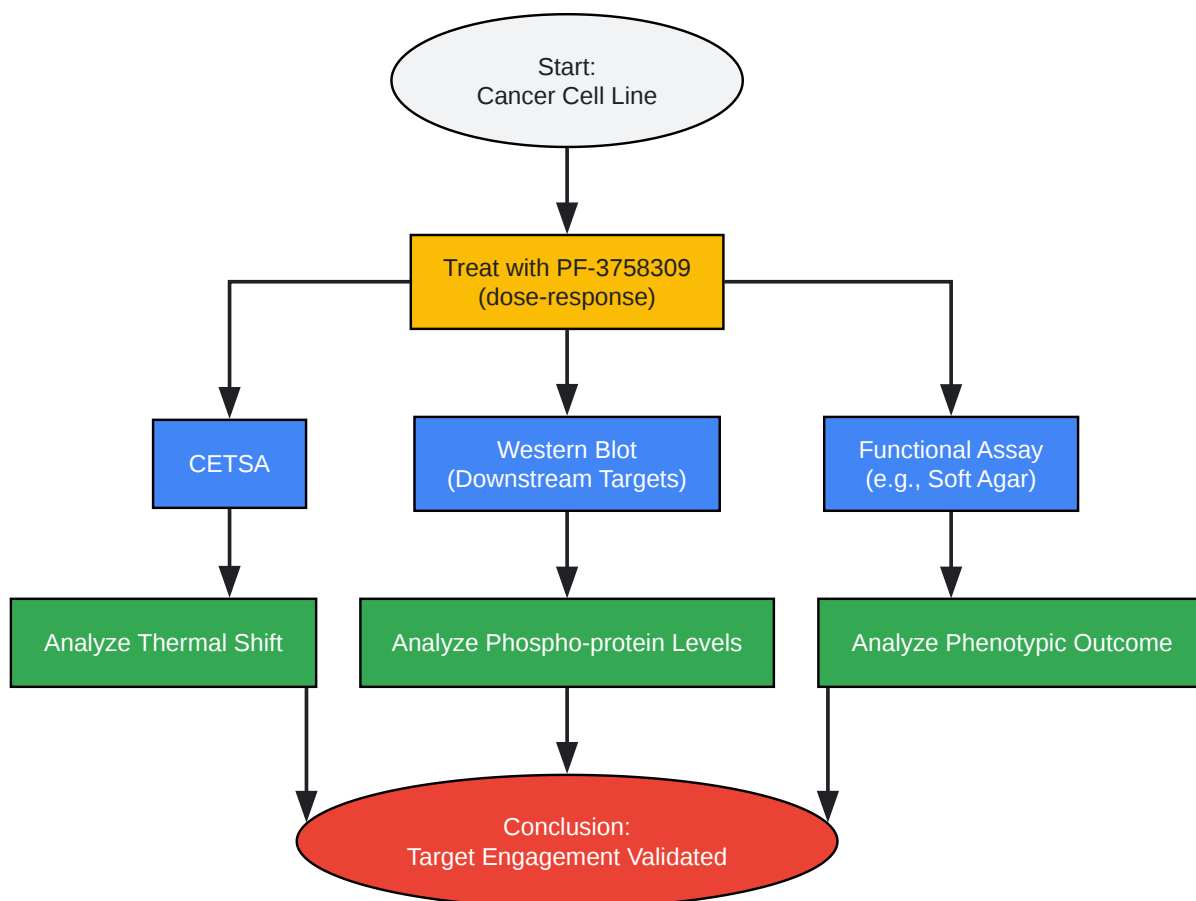 Start:
Cancer Cell Line
Treat with PF-3758309
(dose-response)
CETSA
Western Blot
(Downstream Targets)
Functional Assay
(e.g., Soft Agar)
Analyze Thermal Shift
Analyze Phospho-protein Levels
Analyze Phenotypic Outcome
Conclusion:
Target Engagement Validated